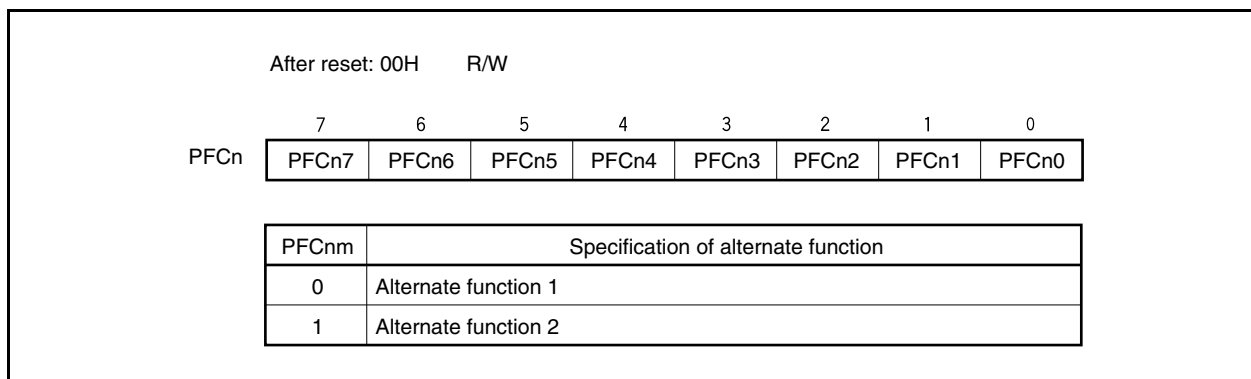 After reset: 00H R/W
7 6 5 4 3 2 1 0
PFCn PFCn7 PFCn6 PFCn5 PFCn4 PFCn3 PFCn2 PFCn1 PFCn0
PFCnm Specification of alternate function
0 Alternate function 1
1 Alternate function 2